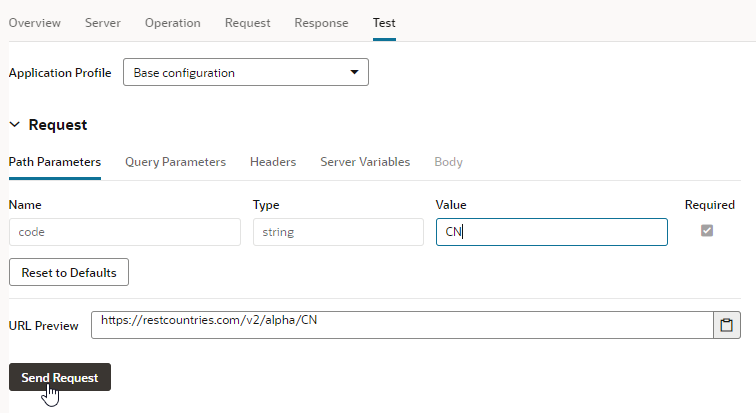 Overview Server Operation Request Response Test
Application Profile Base configuration
Request
Path Parameters Query Parameters Headers Server Variables Body
Name Type Value Required
code string CN
Reset to Defaults
URL Preview https://restcountries.com/v2/alpha/CN
Send Request